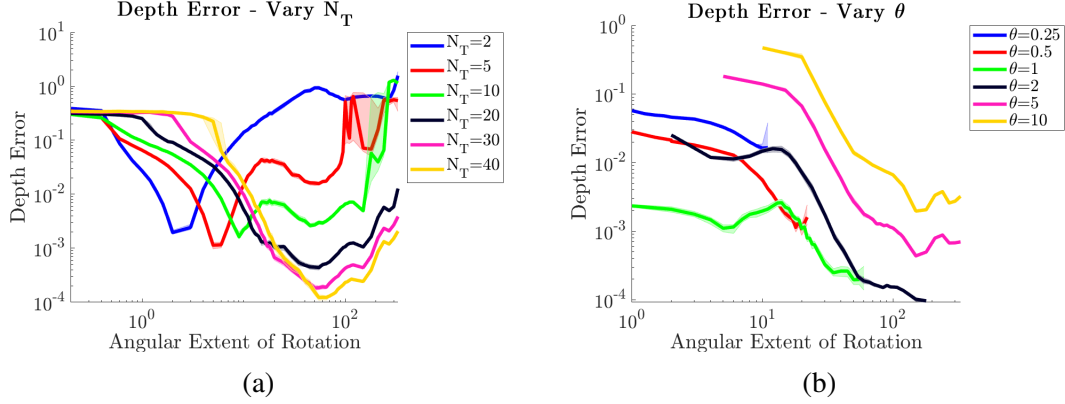 Depth Error - Vary N_T
10^1
10^0
10^-1
10^-2
10^-3
10^-4
Depth Error
10^0
10^1
10^2
Angular Extent of Rotation
N_T=2
N_T=5
N_T=10
N_T=20
N_T=30
N_T=40
(a)
Depth Error - Vary θ
10^0
10^-1
10^-2
10^-3
10^-4
Depth Error
10^0
10^1
10^2
Angular Extent of Rotation
θ=0.25
θ=0.5
θ=1
θ=2
θ=5
θ=10
(b)